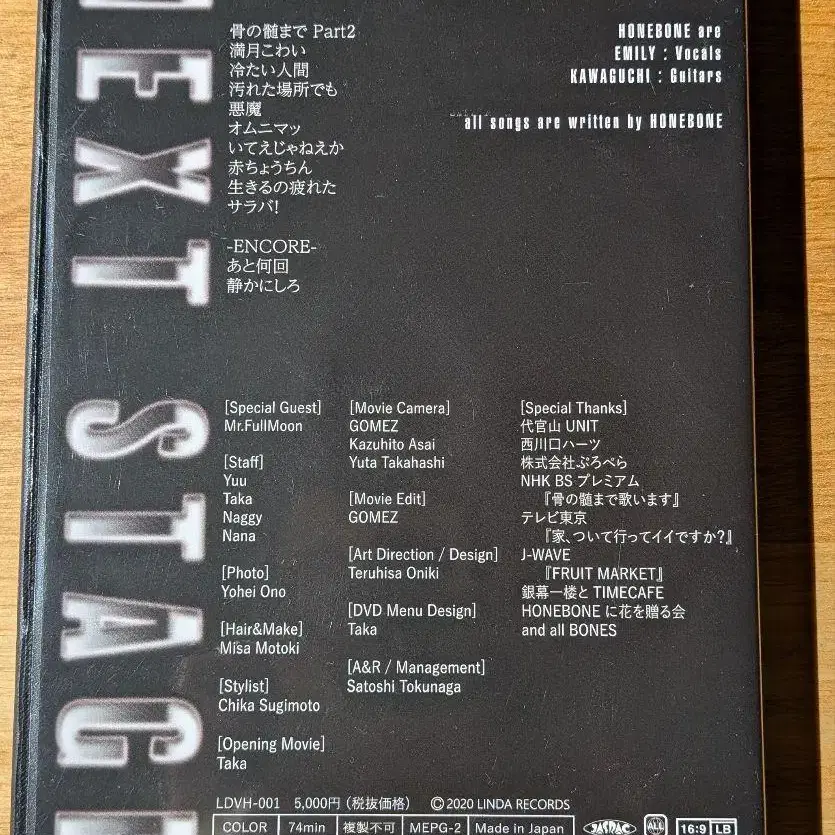 NEXT STAGE
骨の髄まで Part2
満月こわい
冷たい人間
汚れた場所でも
悪魔
オムニマッ
いてえじゃねえか
赤ちょうちん
生きるの疲れた
サラバ!
-ENCORE-
あと何回
静かにしろ
HONEBONE are
EMILY : Vocals
KAWAGUCHI : Guitars
all songs are written by HONEBONE
[Special Guest]
Mr.FullMoon
[Staff]
Yuu
Taka
Naggy
Nana
[Photo]
Yohei Ono
[Hair&Make]
Misa Motoki
[Stylist]
Chika Sugimoto
[Opening Movie]
Taka
[Movie Camera]
GOMEZ
Kazuhito Asai
Yuta Takahashi
[Movie Edit]
GOMEZ
[Art Direction / Design]
Teruhisa Oniki
[DVD Menu Design]
Taka
[A&R / Management]
Satoshi Tokunaga
[Special Thanks]
代官山 UNIT
西川口ハーツ
株式会社ぷろぺら
NHK BS プレミアム
『骨の髄まで歌います』
テレビ東京
『家、ついて行ってイイですか?』
J-WAVE
『FRUIT MARKET』
銀幕一楼と TIMECAFE
HONEBONE に花を贈る会
and all BONES
LDVH-001 5,000円 (税抜価格) ©2020 LINDA RECORDS
COLOR 74min 複製不可 MEPG-2 Made in Japan JASRAC ALL 16:9 LB